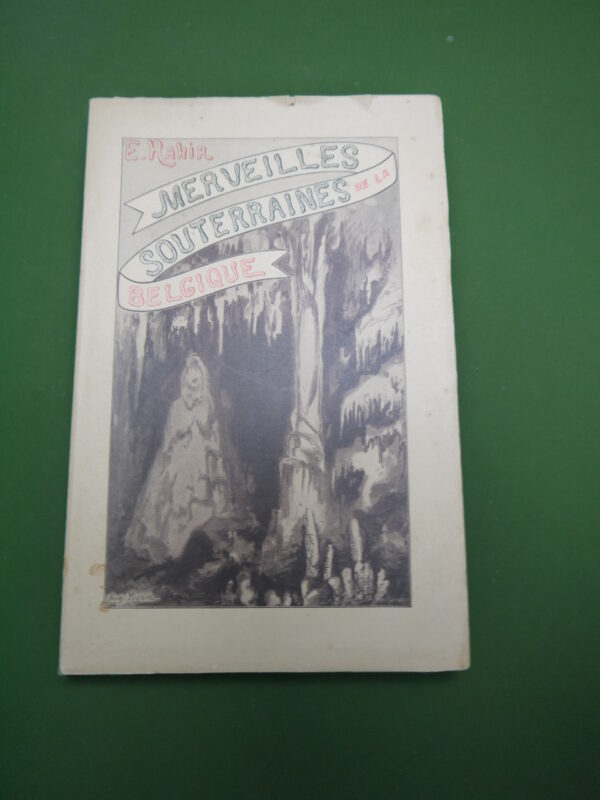 E. Rahir
MERVEILLES
SOUTERRAINES DE LA
BELGIQUE